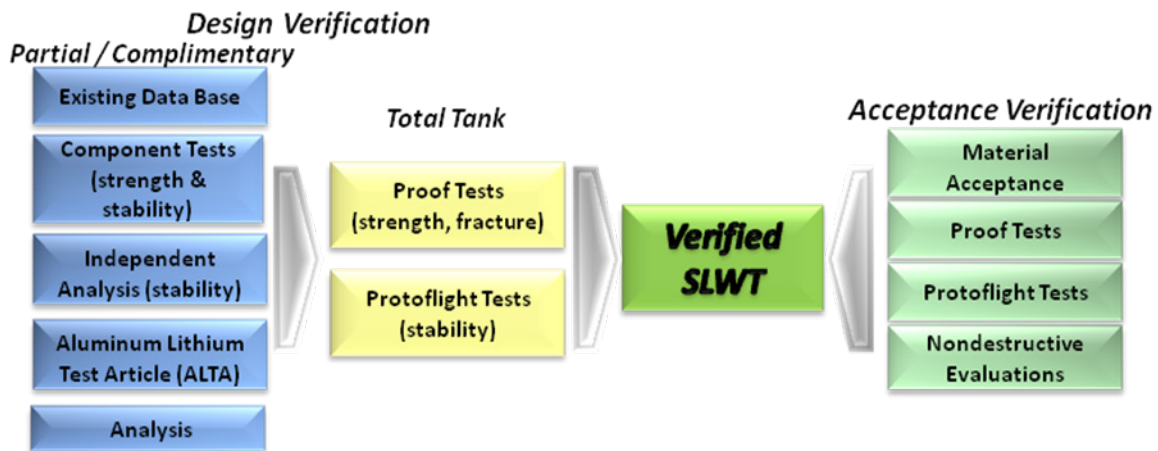 Design Verification
Partial / Complimentary
Existing Data Base
Component Tests
(strength &
stability)
Independent
Analysis (stability)
Aluminum Lithium
Test Article (ALTA)
Analysis
Total Tank
Proof Tests
(strength, fracture)
Protoflight Tests
(stability)
Verified
SLWT
Acceptance Verification
Material
Acceptance
Proof Tests
Protoflight Tests
Nondestructive
Evaluations